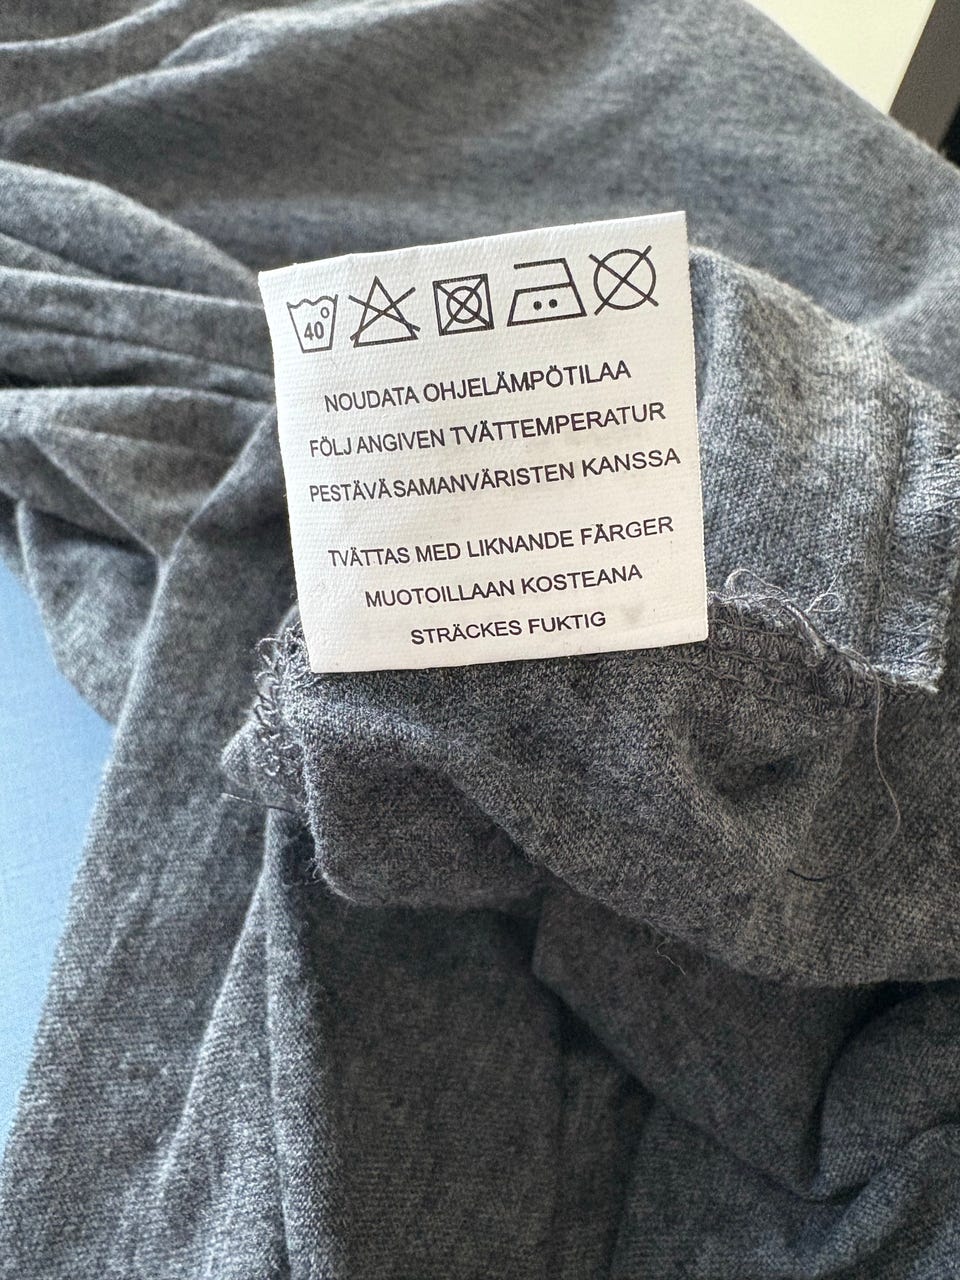 40°
NOUDATA OHJELÄMPÖTILAA
FÖLJ ANGIVEN TVÄTTEMPERATUR
PESTÄVÄ SAMANVÄRISTEN KANSSA
TVÄTTAS MED LIKNANDE FÄRGER
MUOTOILLAAN KOSTEANA
STRÄCKES FUKTIG